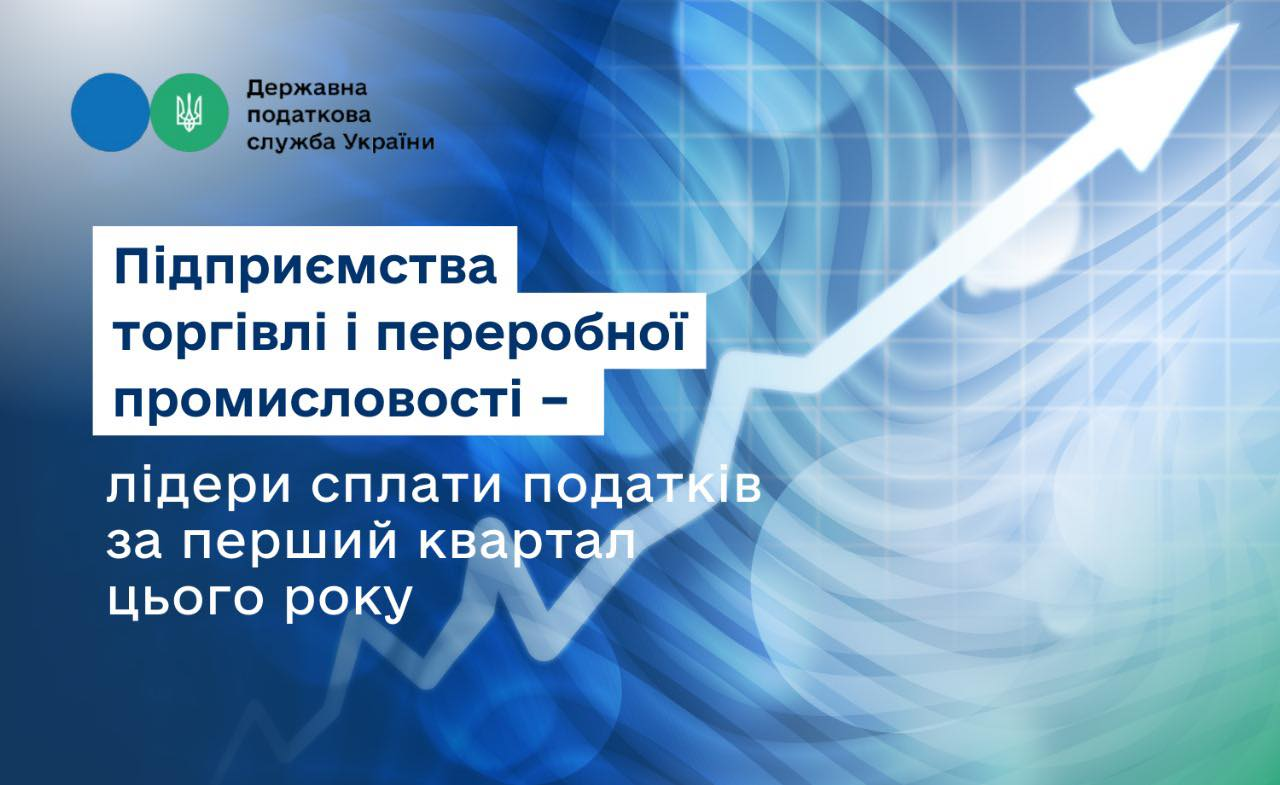 Державна
податкова
служба України
Підприємства
торгівлі і переробної
промисловості –
лідери сплати податків
за перший квартал
цього року